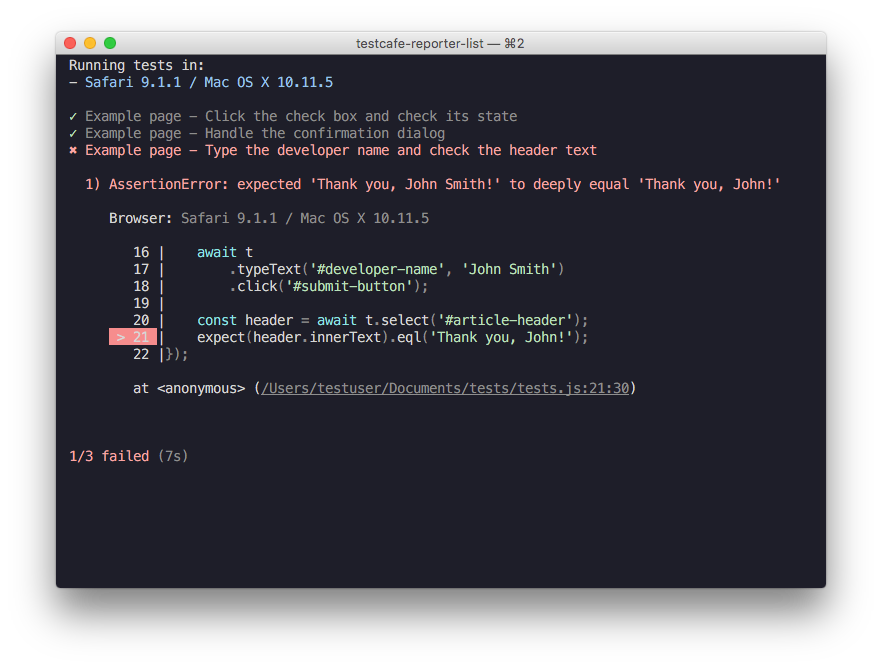 testcafe-reporter-list — ⌘2
Running tests in:
- Safari 9.1.1 / Mac OS X 10.11.5
✓ Example page - Click the check box and check its state
✓ Example page - Handle the confirmation dialog
✖ Example page - Type the developer name and check the header text
1) AssertionError: expected 'Thank you, John Smith!' to deeply equal 'Thank you, John!'
Browser: Safari 9.1.1 / Mac OS X 10.11.5
16 |    await t
17 |        .typeText('#developer-name', 'John Smith')
18 |        .click('#submit-button');
19 |
20 |    const header = await t.select('#article-header');
> 21 |    expect(header.innerText).eql('Thank you, John!');
22 |});
at <anonymous> (/Users/testuser/Documents/tests/tests.js:21:30)
1/3 failed (7s)